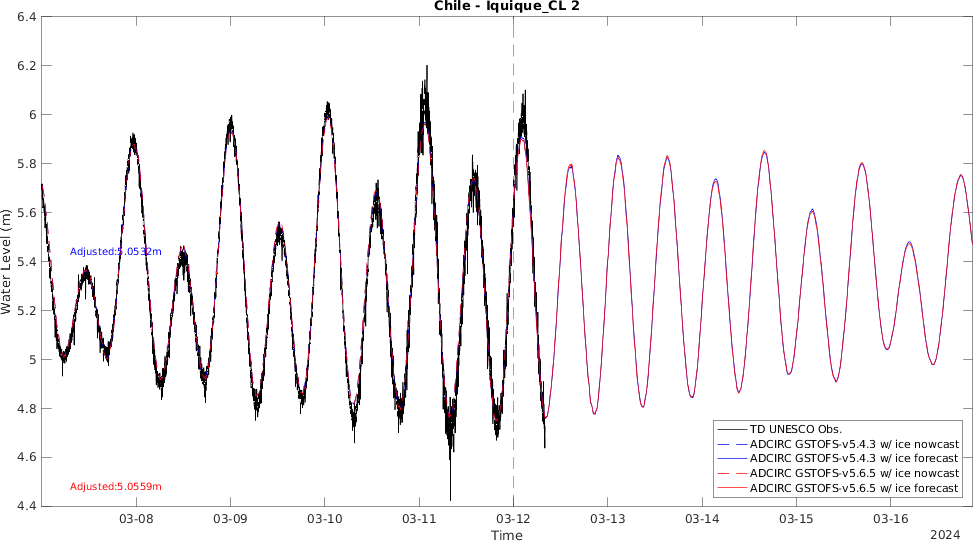 Chile - Iquique_CL 2
6.4
6.2
6
5.8
5.6
5.4
5.2
5
4.8
4.6
4.4
Water Level (m)
Adjusted:5.0532m
Adjusted:5.0559m
TD UNESCO Obs.
ADCIRC GSTOFS-v5.4.3 w/ ice nowcast
ADCIRC GSTOFS-v5.4.3 w/ ice forecast
ADCIRC GSTOFS-v5.6.5 w/ ice nowcast
ADCIRC GSTOFS-v5.6.5 w/ ice forecast
03-08 03-09 03-10 03-11 03-12 03-13 03-14 03-15 03-16
Time
2024